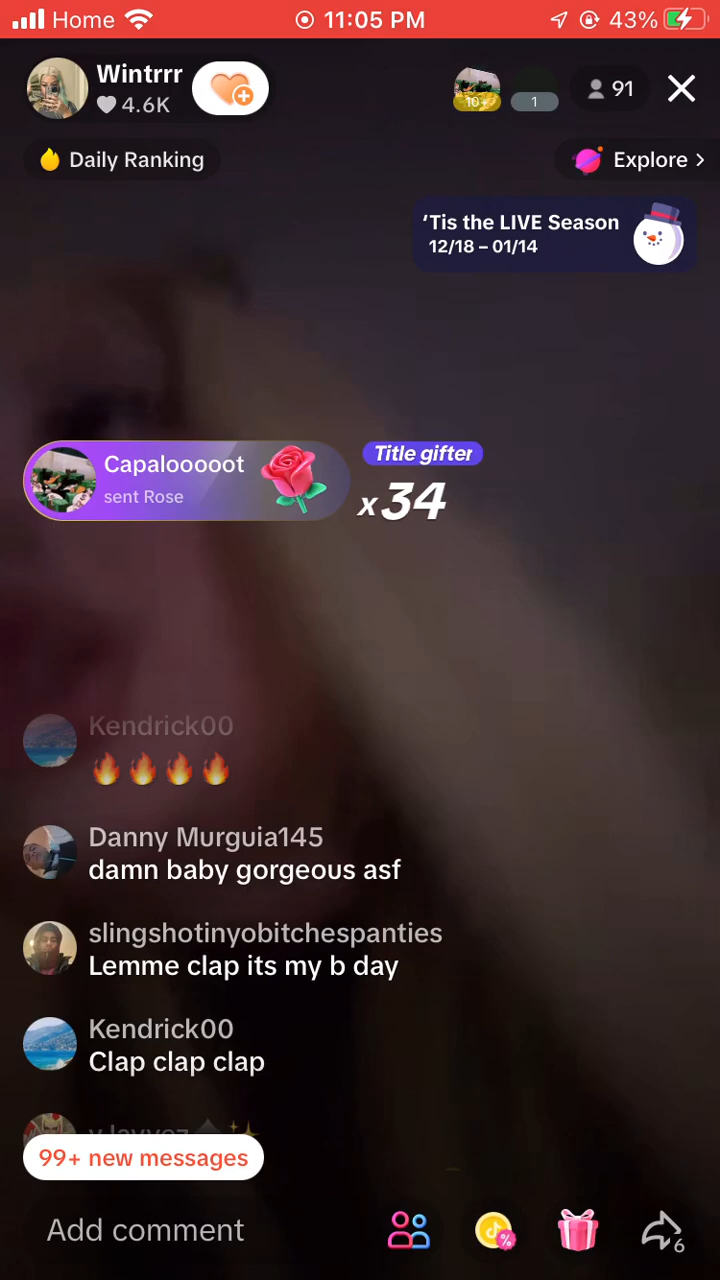 Home
11:05 PM
43%
Wintrrr
4.6K
10+
1
91
Daily Ranking
Explore >
‘Tis the LIVE Season
12/18 – 01/14
Capalooooot
sent Rose
Title gifter
x34
Kendrick00
🔥🔥🔥🔥
Danny Murguia145
damn baby gorgeous asf
slingshotinyobitchespanties
Lemme clap its my b day
Kendrick00
Clap clap clap
99+ new messages
Add comment
6